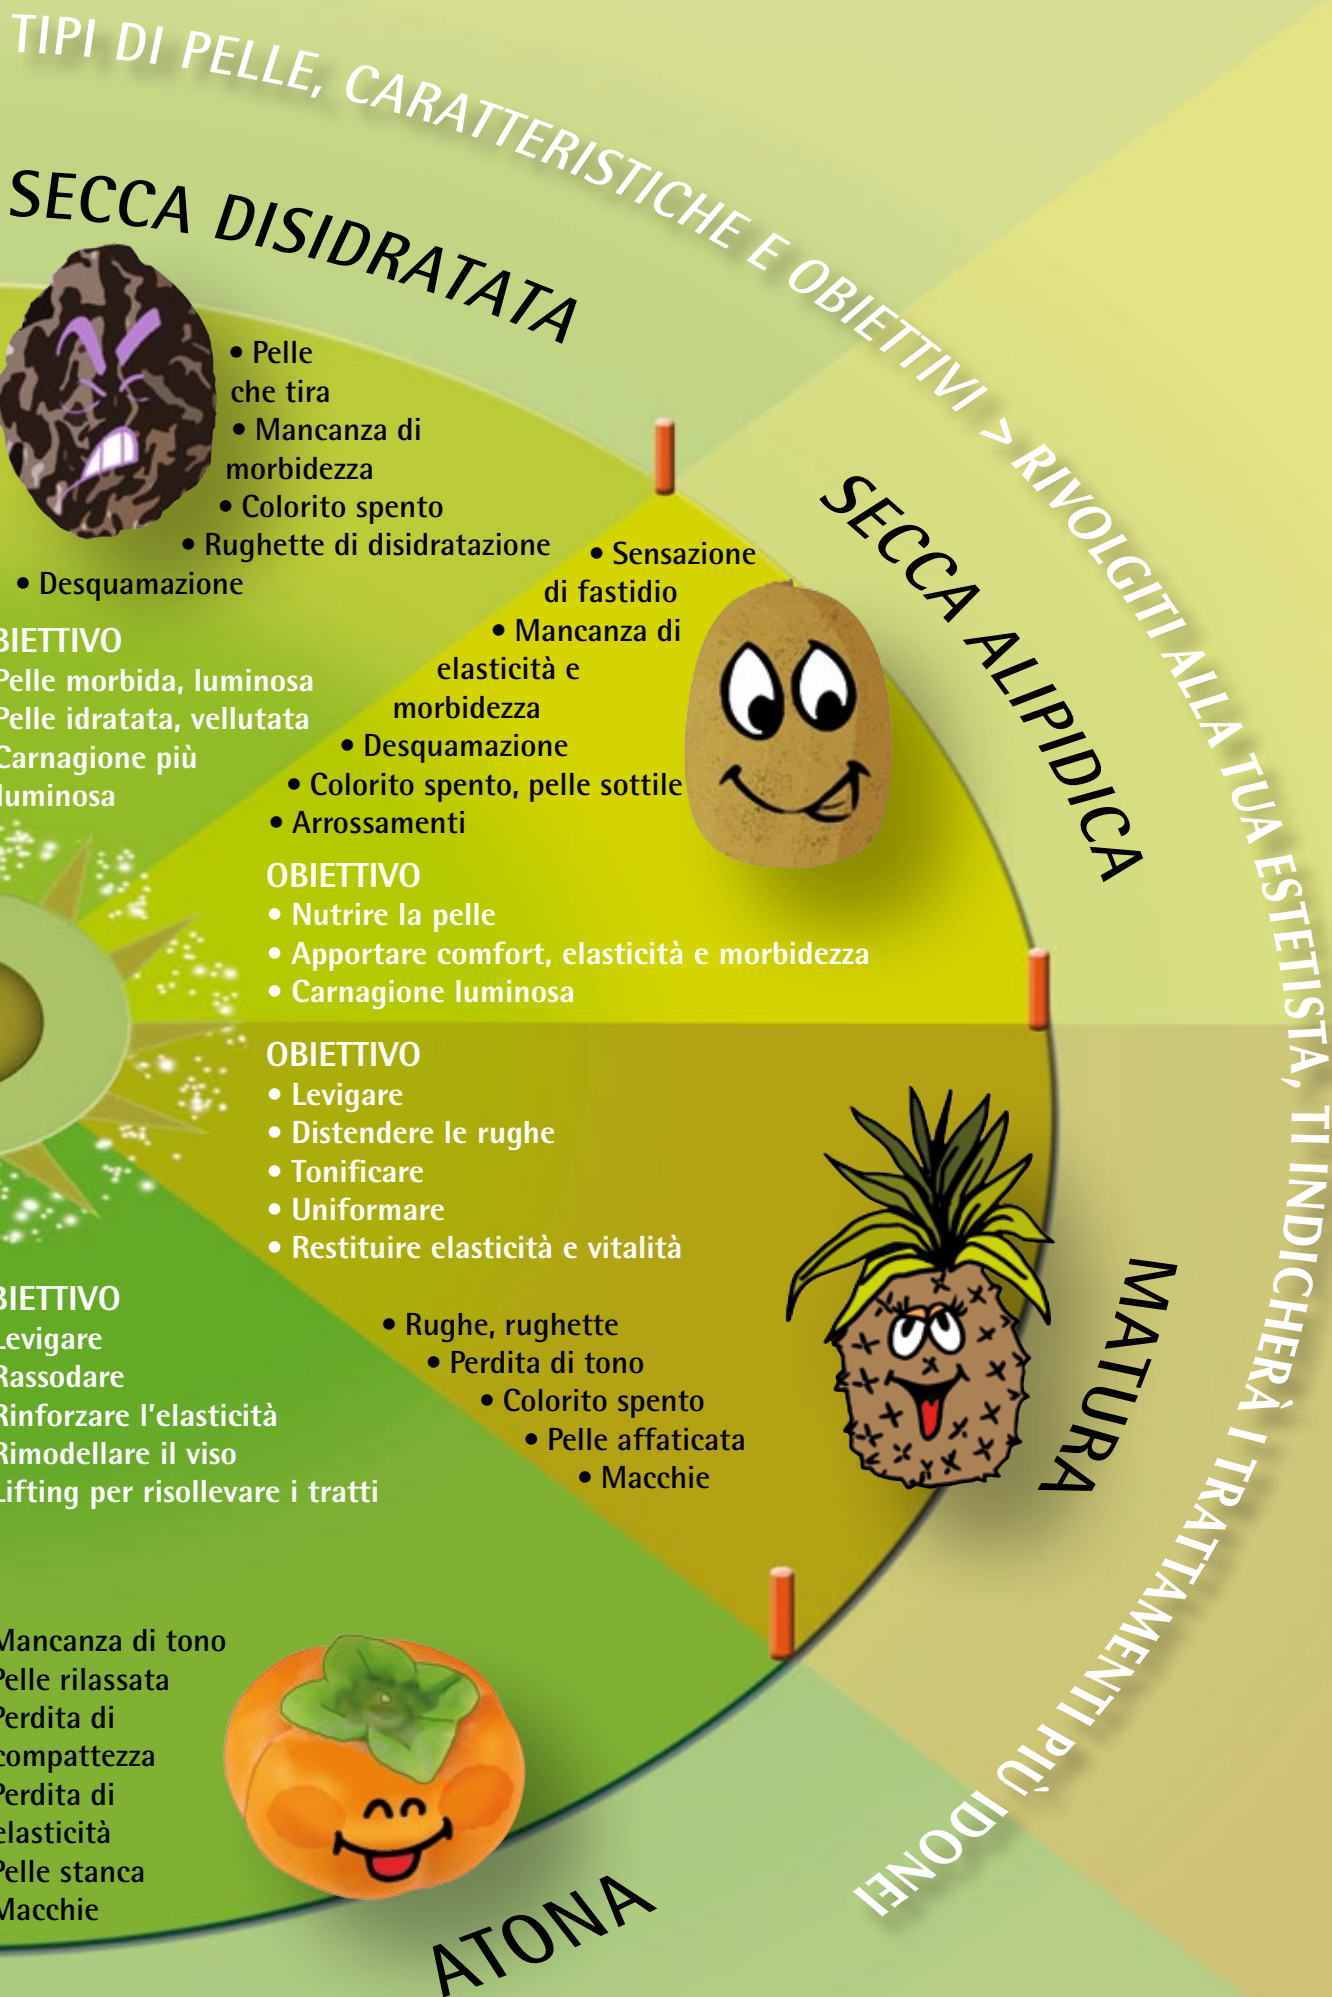 TIPI DI PELLE, CARATTERISTICHE E OBIETTIVI > RIVOLGITI ALLA TUA ESTETISTA, TI INDICHERÀ I TRATTAMENTI PIÙ IDONEI
SECCA DISIDRATATA
• Pelle
che tira
• Mancanza di
morbidezza
• Colorito spento
• Rughette di disidratazione
• Desquamazione
BIETTIVO
Pelle morbida, luminosa
Pelle idratata, vellutata
Carnagione più
luminosa
SECCA ALIPIDICA
• Sensazione
di fastidio
• Mancanza di
elasticità e
morbidezza
• Desquamazione
• Colorito spento, pelle sottile
• Arrossamenti
OBIETTIVO
• Nutrire la pelle
• Apportare comfort, elasticità e morbidezza
• Carnagione luminosa
OBIETTIVO
• Levigare
• Distendere le rughe
• Tonificare
• Uniformare
• Restituire elasticità e vitalità
• Rughe, rughette
• Perdita di tono
• Colorito spento
• Pelle affaticata
• Macchie
MATURA
BIETTIVO
Levigare
Rassodare
Rinforzare l'elasticità
Rimodellare il viso
Lifting per risollevare i tratti
Mancanza di tono
Pelle rilassata
Perdita di
compattezza
Perdita di
elasticità
Pelle stanca
Macchie
ATONA